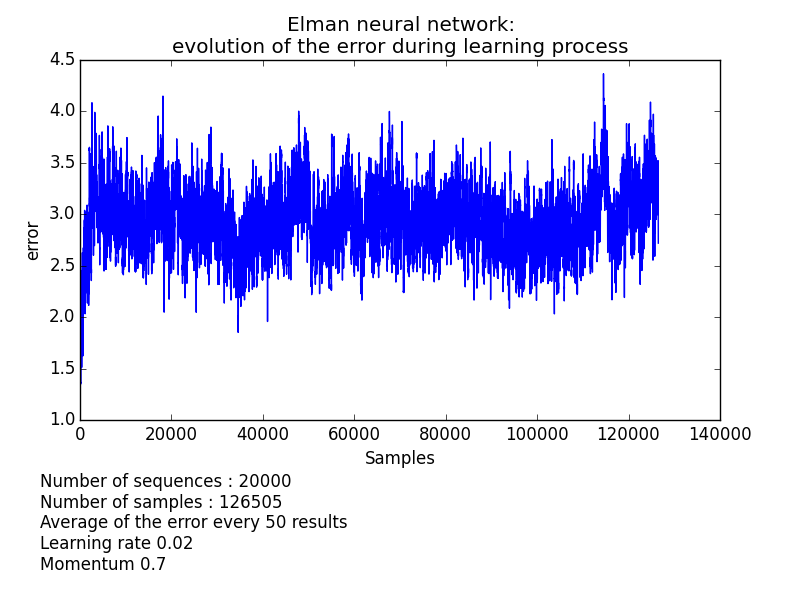 Elman neural network:
evolution of the error during learning process
4.5
4.0
3.5
3.0
2.5
2.0
1.5
1.0
error
0 20000 40000 60000 80000 100000 120000 140000
Samples
Number of sequences : 20000
Number of samples : 126505
Average of the error every 50 results
Learning rate 0.02
Momentum 0.7